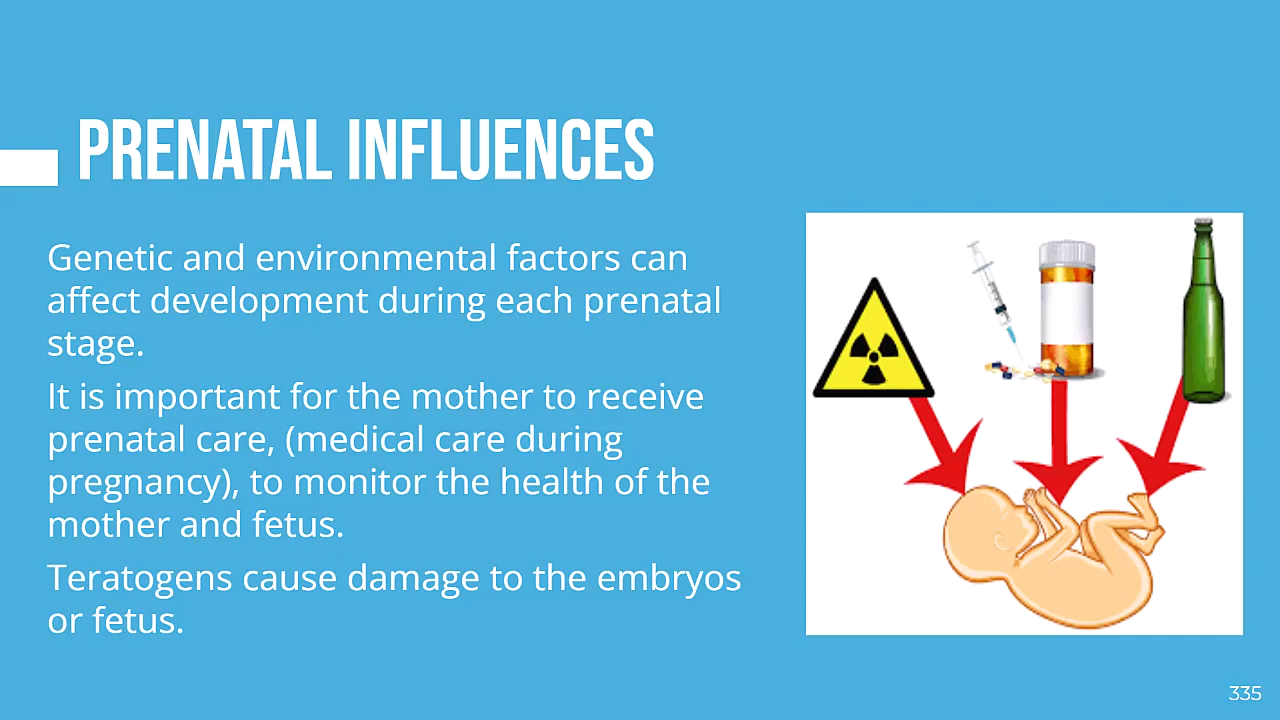 PRENATAL INFLUENCES
Genetic and environmental factors can
affect development during each prenatal
stage.
It is important for the mother to receive
prenatal care, (medical care during
pregnancy), to monitor the health of the
mother and fetus.
Teratogens cause damage to the embryos
or fetus.
335